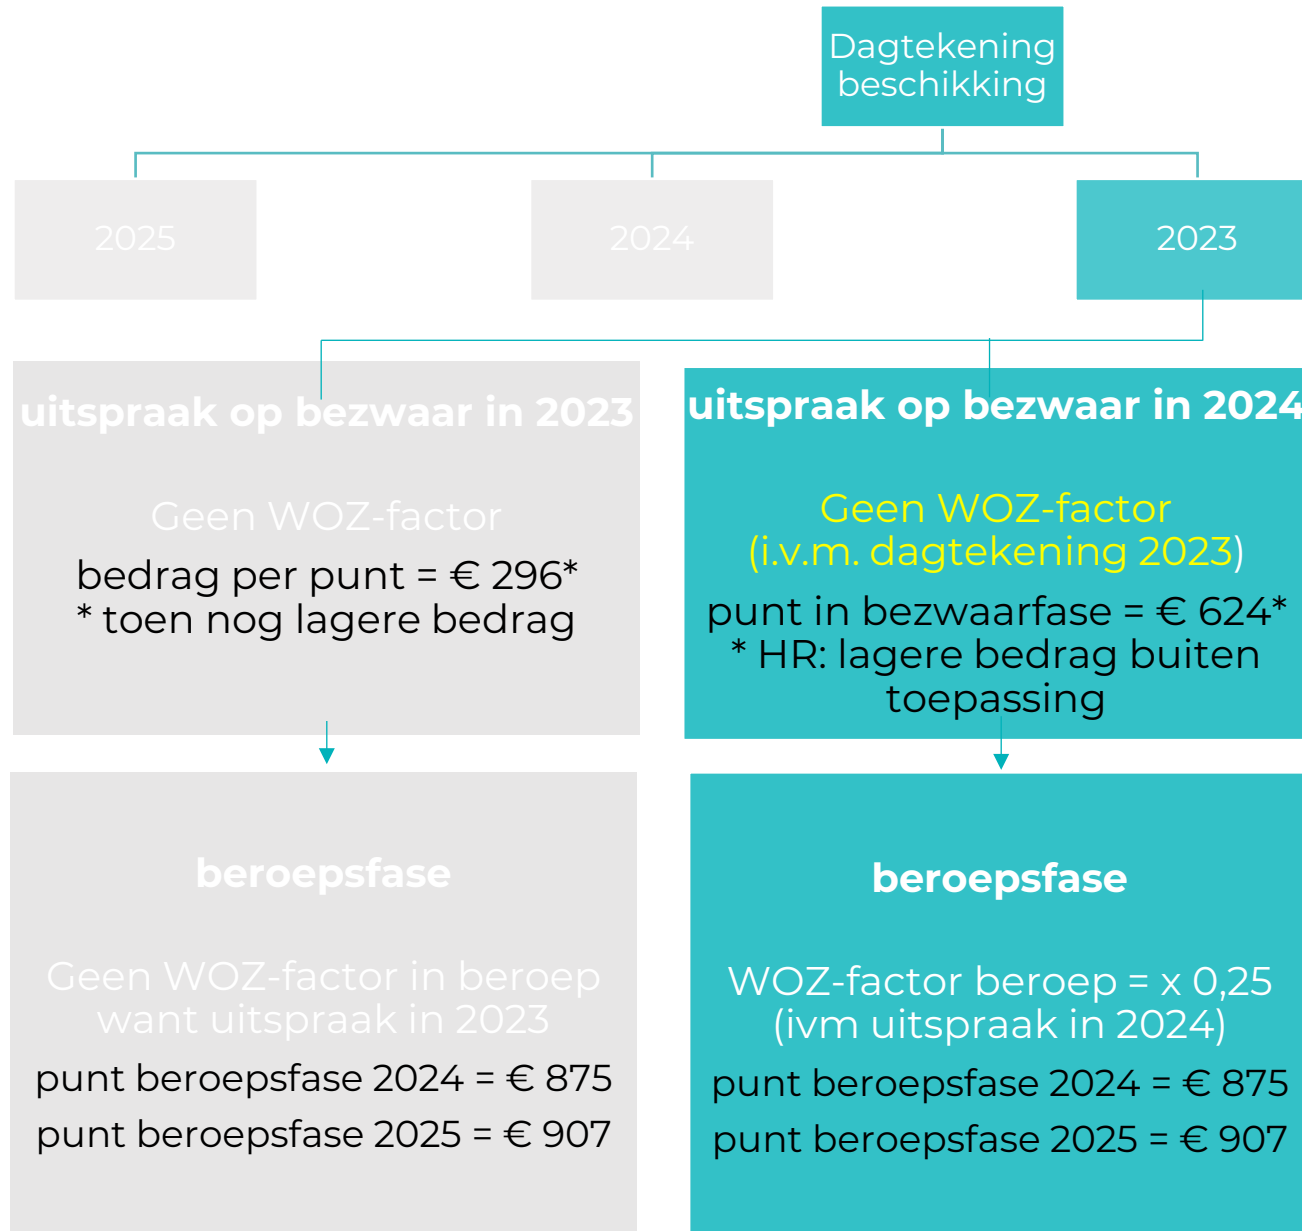 Dagtekening
beschikking
2025
2024
2023
uitspraak op bezwaar in 2023
Geen WOZ-factor
bedrag per punt = € 296*
* toen nog lagere bedrag
uitspraak op bezwaar in 2024
Geen WOZ-factor
(i.v.m. dagtekening 2023)
punt in bezwaarfase = € 624*
* HR: lagere bedrag buiten
toepassing
beroepsfase
Geen WOZ-factor in beroep
want uitspraak in 2023
punt beroepsfase 2024 = € 875
punt beroepsfase 2025 = € 907
beroepsfase
WOZ-factor beroep = x 0,25
(ivm uitspraak in 2024)
punt beroepsfase 2024 = € 875
punt beroepsfase 2025 = € 907